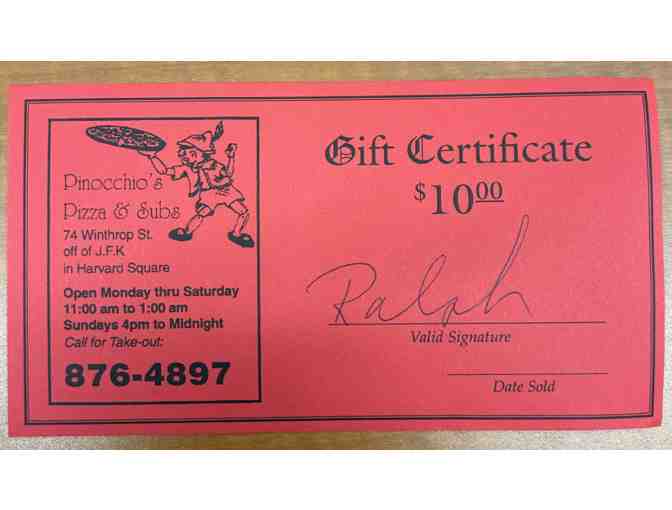 Pinocchio's
Pizza & Subs
74 Winthrop St.
off of J.F.K
in Harvard Square
Open Monday thru Saturday
11:00 am to 1:00 am
Sundays 4pm to Midnight
Call for Take-out:
876-4897
Gift Certificate
$10.00
Ralph
Valid Signature
Date Sold